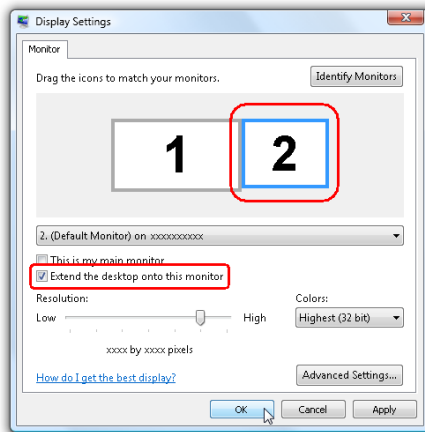 Display Settings
Monitor
Drag the icons to match your monitors.
Identify Monitors
1
2
2. (Default Monitor) on xxxxxxxxxx
This is my main monitor
Extend the desktop onto this monitor
Resolution:
Colors:
Low
High
Highest (32 bit)
xxxx by xxxx pixels
How do I get the best display?
Advanced Settings...
OK
Cancel
Apply